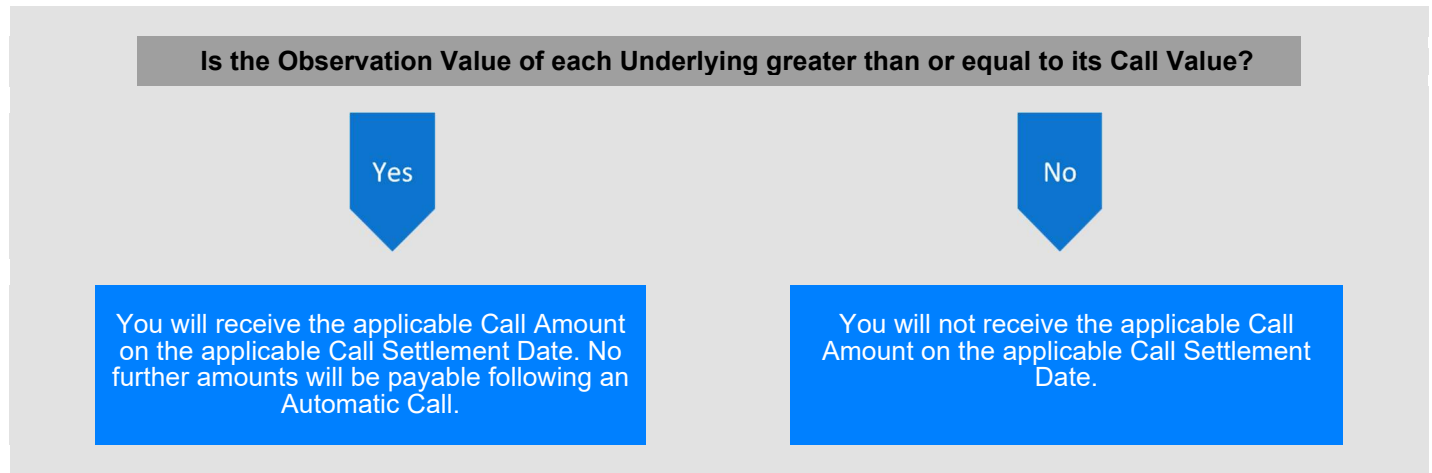 Is the Observation Value of each Underlying greater than or equal to its Call Value?
Yes
No
You will receive the applicable Call Amount
on the applicable Call Settlement Date. No
further amounts will be payable following an
Automatic Call.
You will not receive the applicable Call
Amount on the applicable Call Settlement
Date.